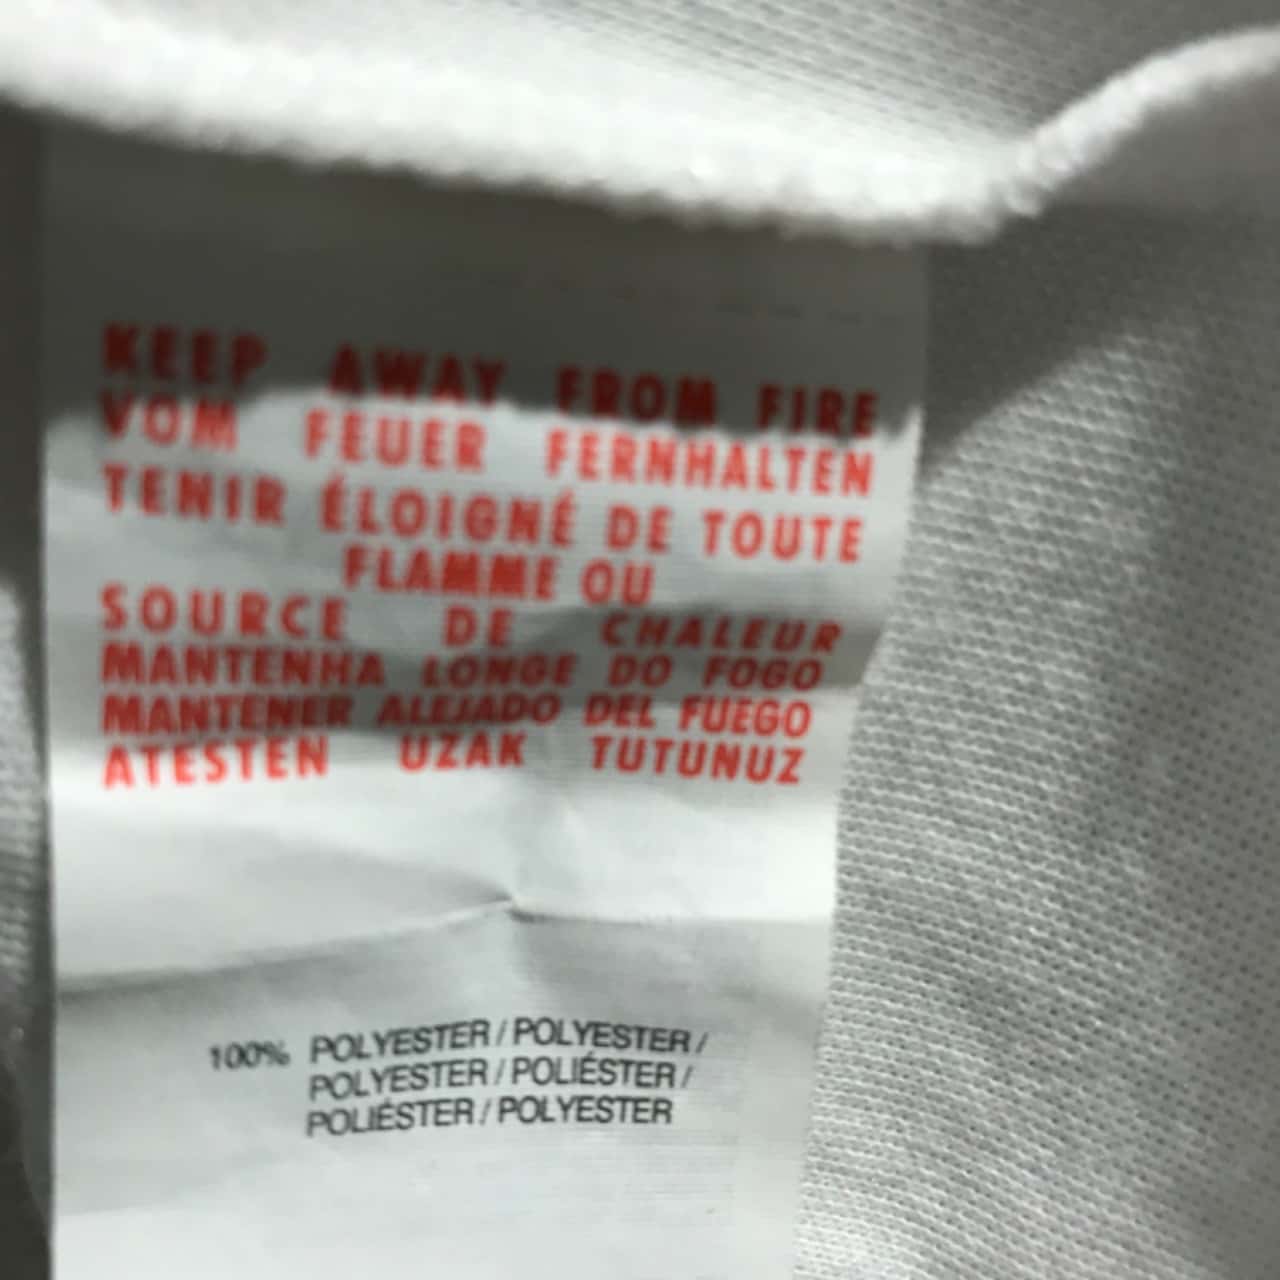 KEEP AWAY FROM FIRE
VOM FEUER FERNHALTEN
TENIR ÉLOIGNÉ DE TOUTE
FLAMME OU
SOURCE DE CHALEUR
MANTENHA LONGE DO FOGO
MANTENER ALEJADO DEL FUEGO
ATESTEN UZAK TUTUNUZ
100% POLYESTER / POLYESTER /
POLYESTER / POLIÉSTER /
POLIÉSTER / POLYESTER